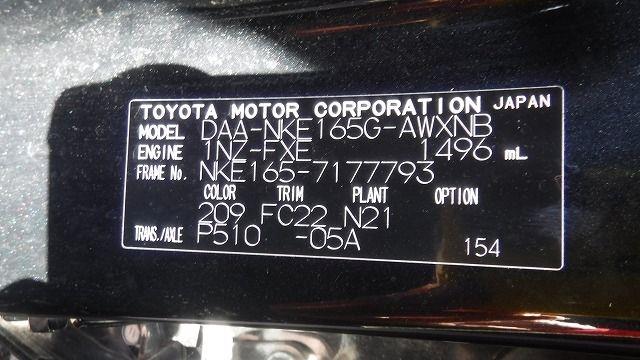 TOYOTA MOTOR CORPORATION JAPAN
MODEL DAA-NKE165G-AWXNB
ENGINE 1NZ-FXE 1496 mL
FRAME No. NKE165-7177793
COLOR TRIM PLANT OPTION
209 FC22 N21
TRANS./AXLE P510 -05A 154